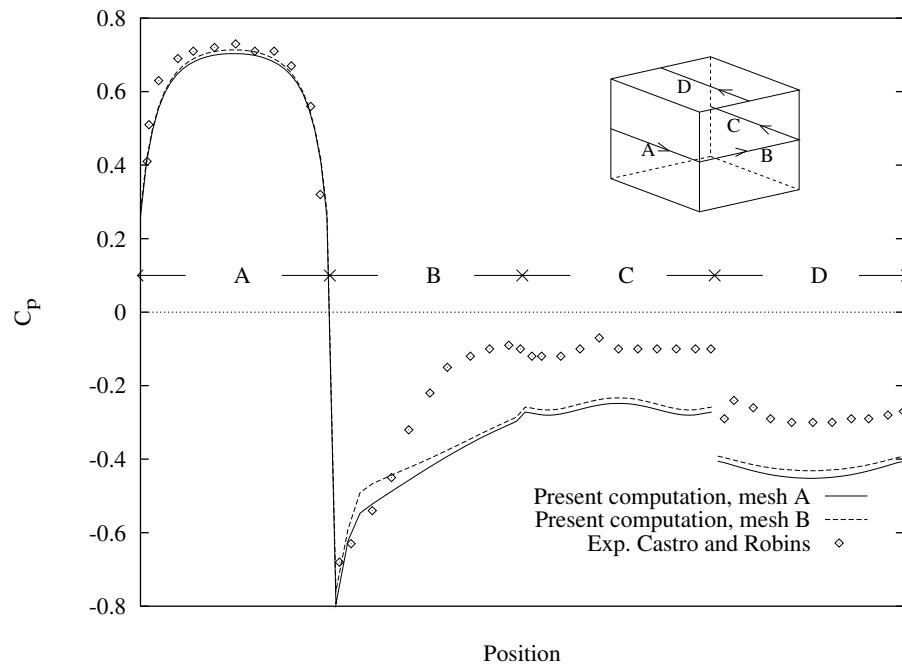 0.8
0.6
0.4
0.2
0
-0.2
-0.4
-0.6
-0.8
C_p
Position
A B C D
D
C
A
B
Present computation, mesh A
Present computation, mesh B
Exp. Castro and Robins